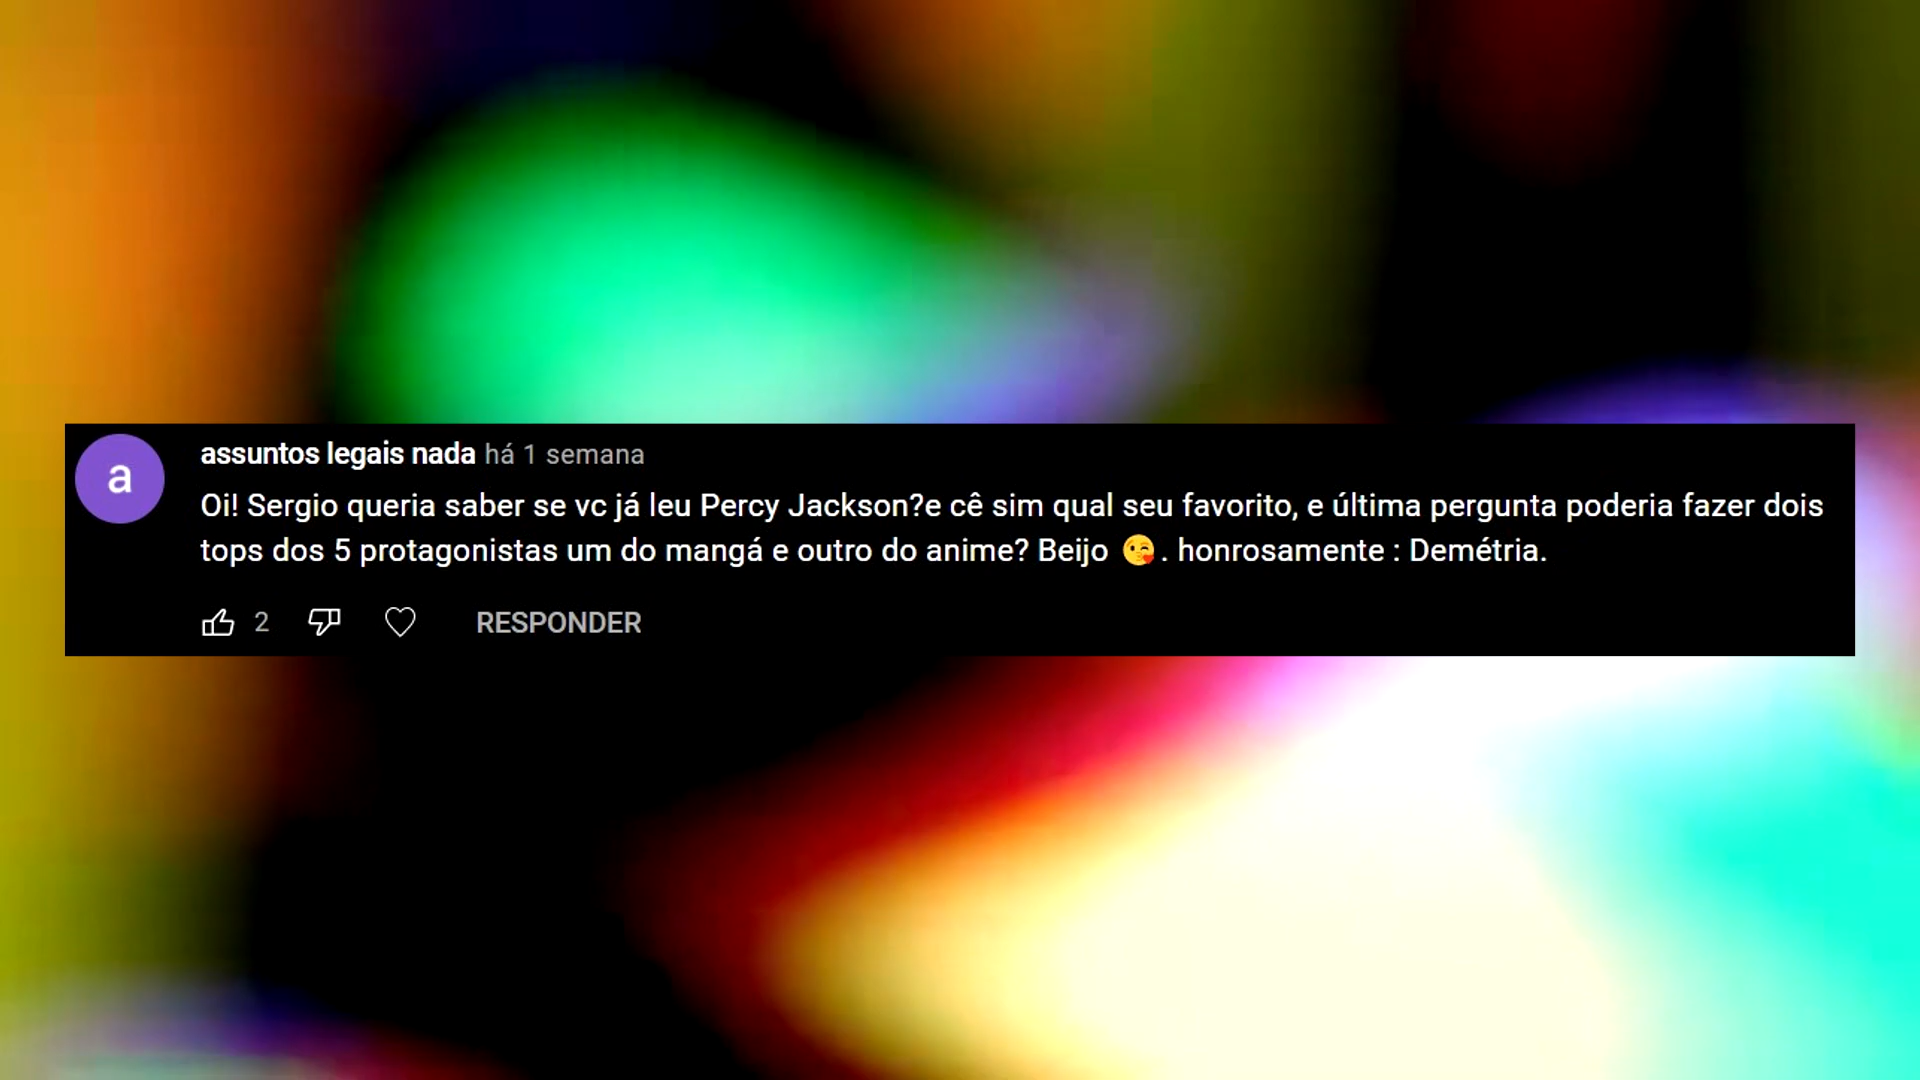 a
assuntos legais nada há 1 semana
Oi! Sergio queria saber se vc já leu Percy Jackson?e cê sim qual seu favorito, e última pergunta poderia fazer dois
tops dos 5 protagonistas um do mangá e outro do anime? Beijo 😘. honrosamente : Demétria.
2 RESPONDER